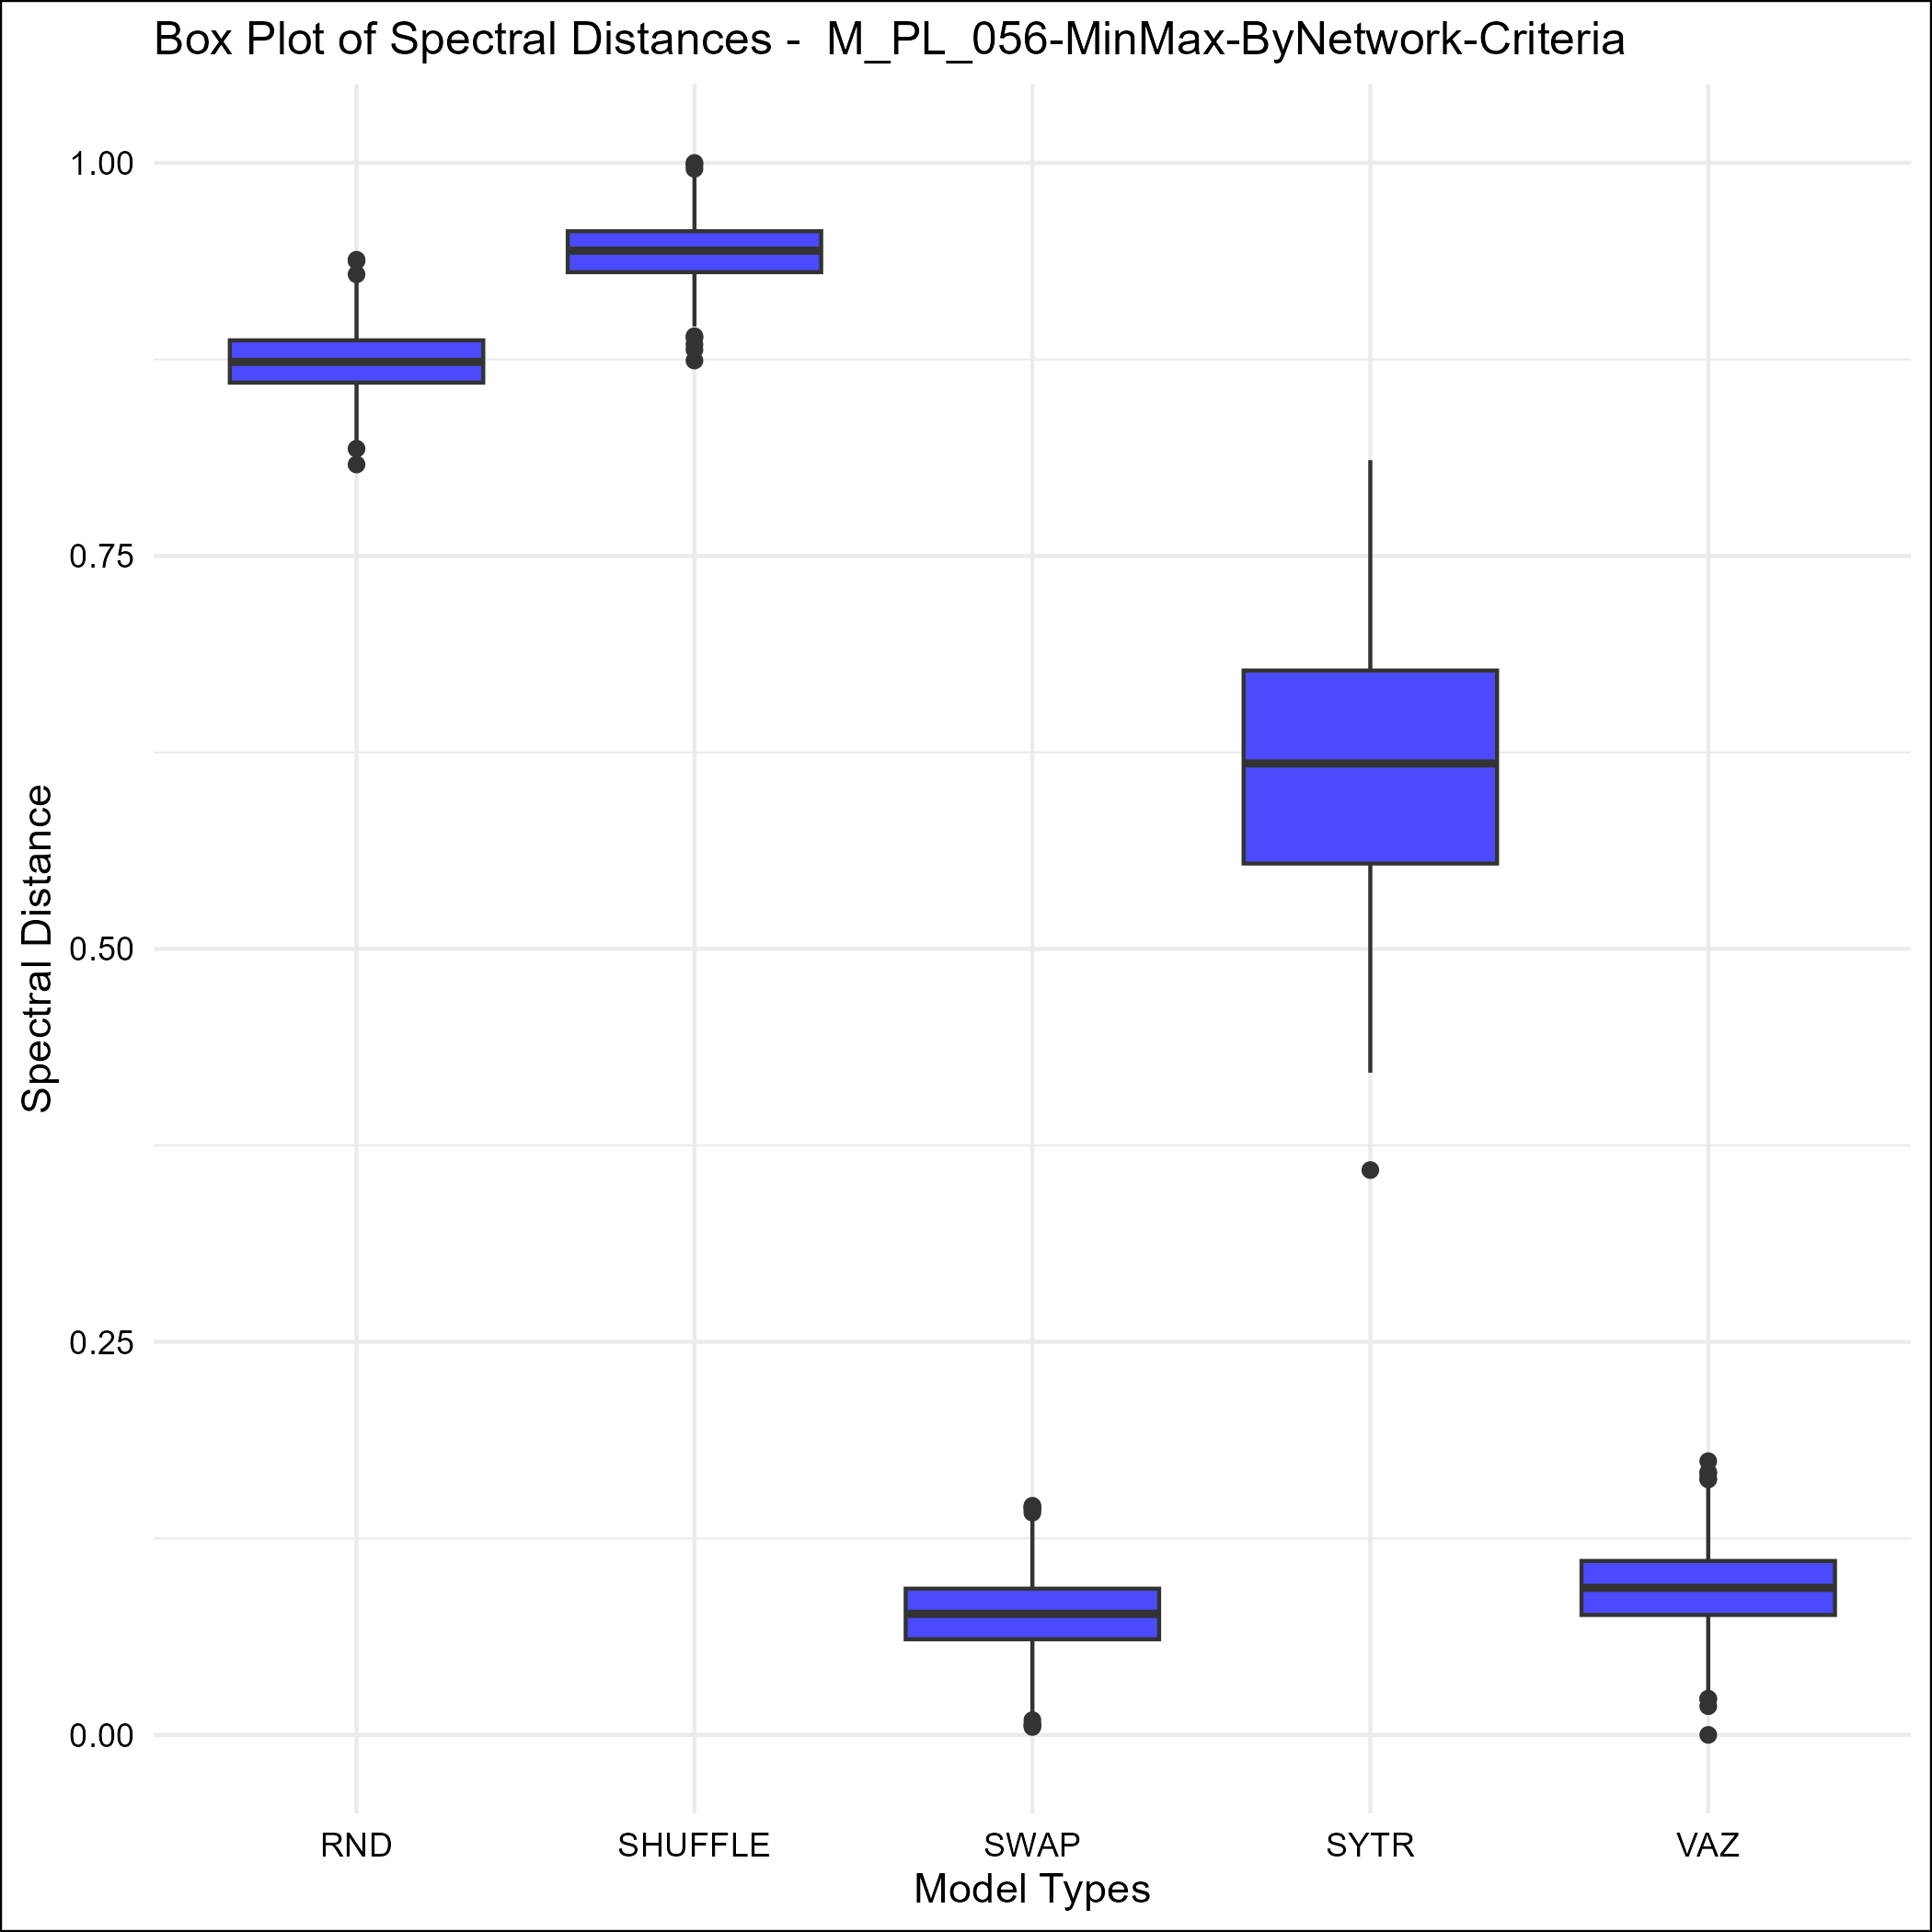 Box Plot of Spectral Distances -  M_PL_056-MinMax-ByNetwork-Criteria
1.00
0.75
0.50
0.25
0.00
Spectral Distance
RND SHUFFLE SWAP SYTR VAZ
Model Types